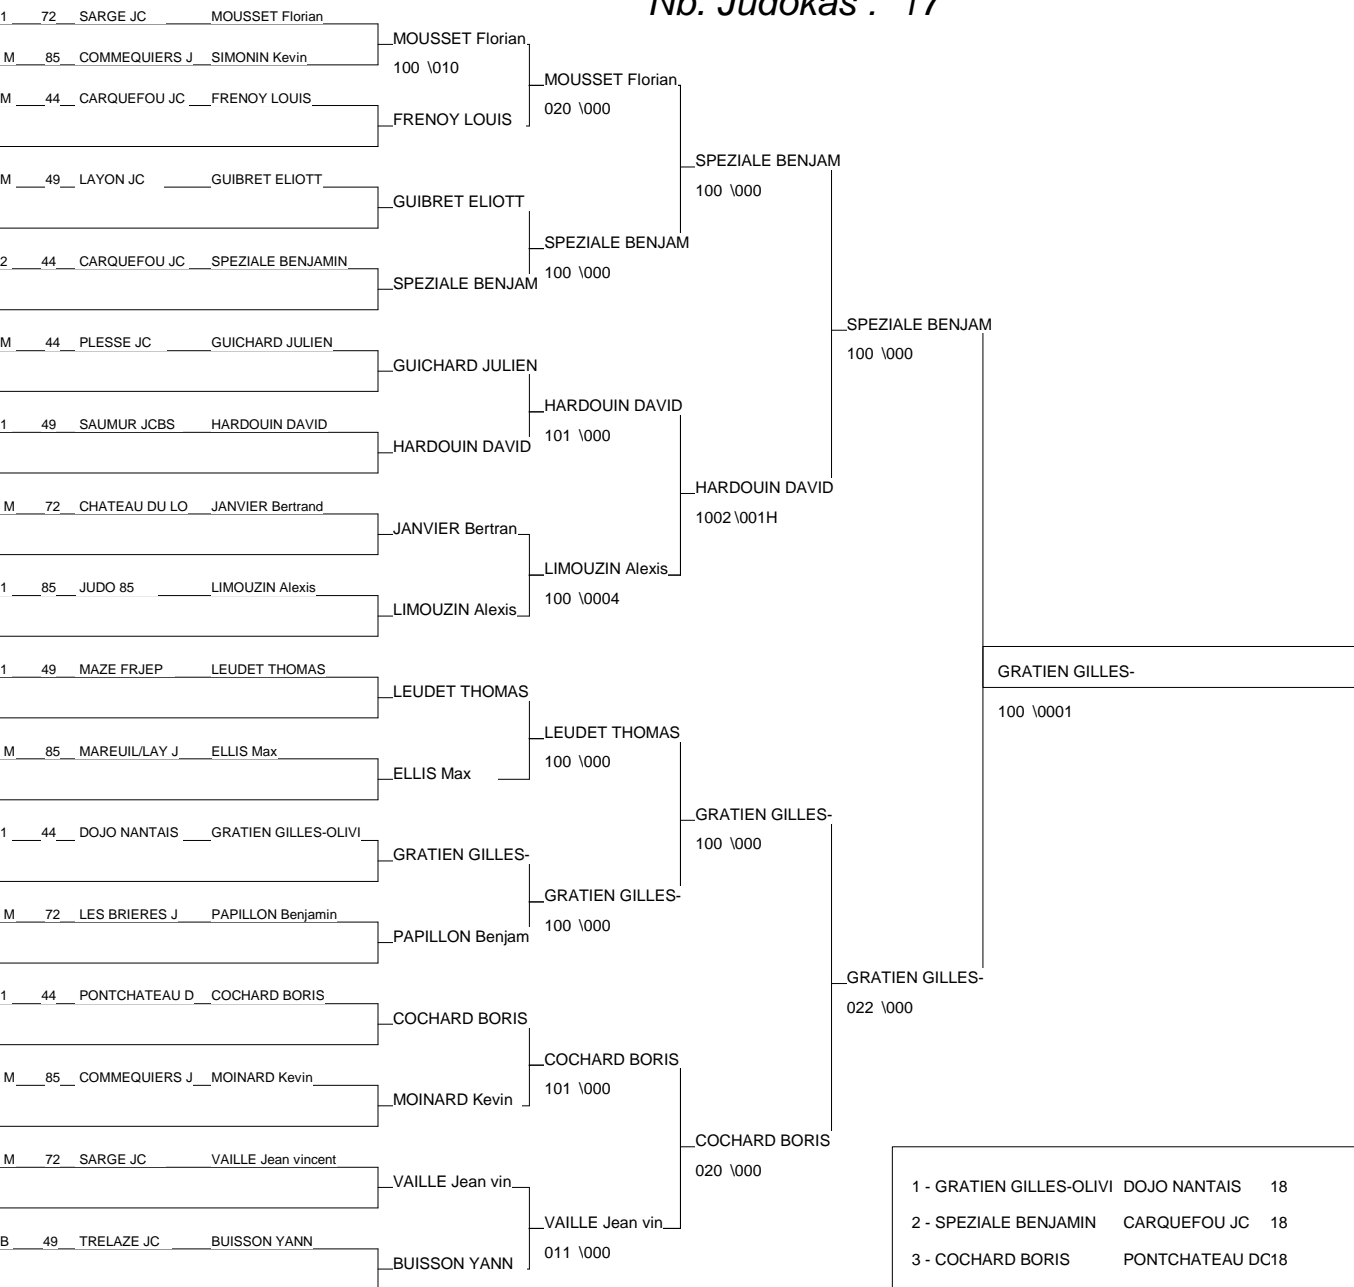 Nb. Judokas : 17
1 72 SARGE JC MOUSSET Florian
MOUSSET Florian
M 85 COMMEQUIERS J SIMONIN Kevin
100 \010
MOUSSET Florian
M 44 CARQUEFOU JC FRENOY LOUIS
020 \000
FRENOY LOUIS
SPEZIALE BENJAM
M 49 LAYON JC GUIBRET ELIOTT
100 \000
GUIBRET ELIOTT
SPEZIALE BENJAM
2 44 CARQUEFOU JC SPEZIALE BENJAMIN
100 \000
SPEZIALE BENJAM
SPEZIALE BENJAM
M 44 PLESSE JC GUICHARD JULIEN
100 \000
GUICHARD JULIEN
HARDOUIN DAVID
1 49 SAUMUR JCBS HARDOUIN DAVID
101 \000
HARDOUIN DAVID
HARDOUIN DAVID
M 72 CHATEAU DU LO JANVIER Bertrand
1002 \001H
JANVIER Bertran
LIMOUZIN Alexis
1 85 JUDO 85 LIMOUZIN Alexis
100 \0004
LIMOUZIN Alexis
1 49 MAZE FRJEP LEUDET THOMAS
GRATIEN GILLES-
LEUDET THOMAS
100 \0001
LEUDET THOMAS
M 85 MAREUIL/LAY J ELLIS Max
100 \000
ELLIS Max
GRATIEN GILLES-
1 44 DOJO NANTAIS GRATIEN GILLES-OLIVI
100 \000
GRATIEN GILLES-
GRATIEN GILLES-
M 72 LES BRIERES J PAPILLON Benjamin
100 \000
PAPILLON Benjam
GRATIEN GILLES-
1 44 PONTCHATEAU D COCHARD BORIS
022 \000
COCHARD BORIS
COCHARD BORIS
M 85 COMMEQUIERS J MOINARD Kevin
101 \000
MOINARD Kevin
COCHARD BORIS
M 72 SARGE JC VAILLE Jean vincent
020 \000
VAILLE Jean vin
1 - GRATIEN GILLES-OLIVI DOJO NANTAIS 18
VAILLE Jean vin
2 - SPEZIALE BENJAMIN CARQUEFOU JC 18
B 49 TRELAZE JC BUISSON YANN
011 \000
BUISSON YANN
3 - COCHARD BORIS PONTCHATEAU DC18